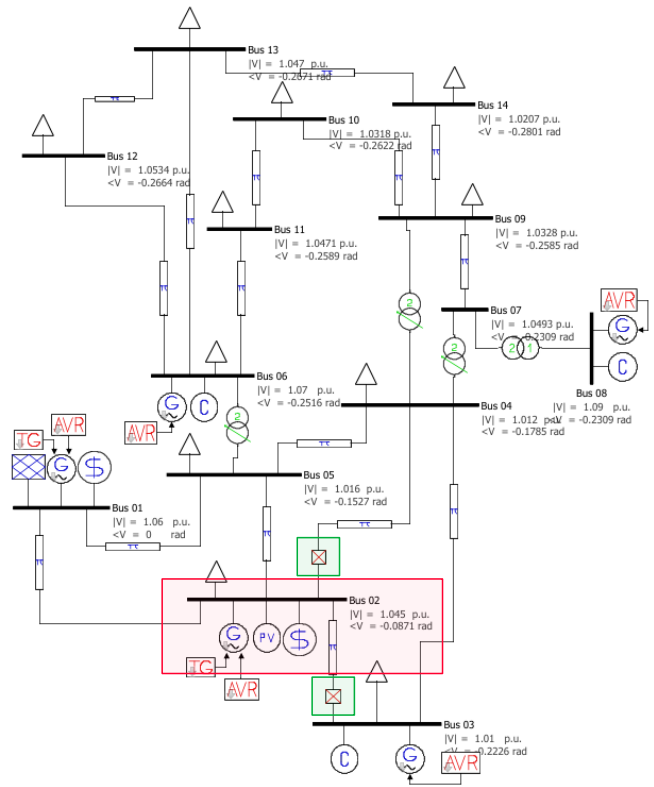 Bus 13
|V| = 1.047 p.u.
<V = -0.2671 rad
Bus 14
|V| = 1.0207 p.u.
<V = -0.2801 rad
Bus 10
|V| = 1.0318 p.u.
<V = -0.2622 rad
Bus 12
|V| = 1.0534 p.u.
<V = -0.2664 rad
Bus 09
|V| = 1.0328 p.u.
<V = -0.2585 rad
Bus 11
|V| = 1.0471 p.u.
<V = -0.2589 rad
Bus 07
|V| = 1.0493 p.u.
<V = -0.2309 rad
2
2
2 1
AVR
G
C
Bus 08
|V| = 1.09 p.u.
<V = -0.2309 rad
Bus 06
|V| = 1.07 p.u.
<V = -0.2516 rad
G
C
AVR
2
Bus 04
|V| = 1.012 p.u.
<V = -0.1785 rad
TG
AVR
G
$
Bus 05
|V| = 1.016 p.u.
<V = -0.1527 rad
Bus 01
|V| = 1.06 p.u.
<V = 0 rad
Bus 02
|V| = 1.045 p.u.
<V = -0.0871 rad
G
PV
$
TG
AVR
Bus 03
|V| = 1.01 p.u.
<V = -0.2226 rad
C
G
AVR